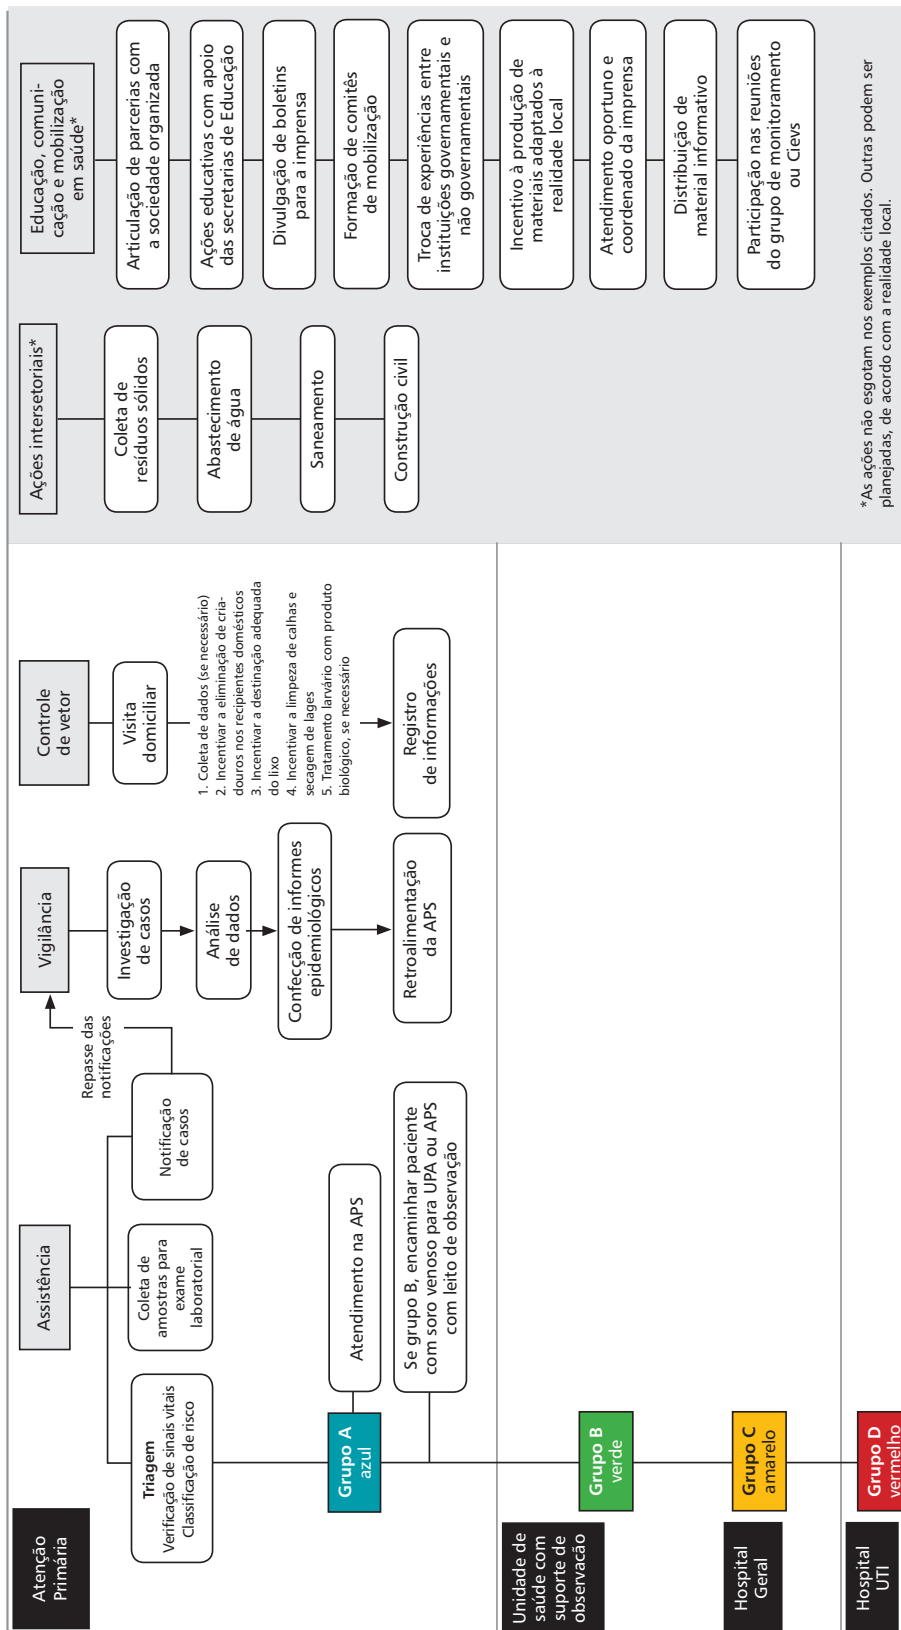 Atenção
Primária
Assistência
Triagem
Verificação de sinais vitais
Classificação de risco
Coleta de
amostras para
exame
laboratorial
Notificação
de casos
Repasse das
notificações
Grupo A
azul
Atendimento na APS
Se grupo B, encaminhar paciente
com soro venoso para UPA ou APS
com leito de observação
Vigilância
Investigação
de casos
Análise
de dados
Confecção de informes
epidemiológicos
Retroalimentação
da APS
Controle
de vetor
Visita
domiciliar
1. Coleta de dados (se necessário)
2. Incentivar a eliminação de cria-
douros nos recipientes domésticos
3. Incentivar a destinação adequada
do lixo
4. Incentivar a limpeza de calhas e
secagem de lages
5. Tratamento larvário com produto
biológico, se necessário
Registro
de informações
Ações intersetoriais*
Coleta de
resíduos sólidos
Abastecimento
de água
Saneamento
Construção civil
Educação, comuni-
cação e mobilização
em saúde*
Articulação de parcerias com
a sociedade organizada
Ações educativas com apoio
das secretarias de Educação
Divulgação de boletins
para a imprensa
Formação de comitês
de mobilização
Troca de experiências entre
instituições governamentais e
não governamentais
Incentivo à produção de
materiais adaptados à
realidade local
Atendimento oportuno e
coordenado da imprensa
Distribuição de
material informativo
Participação nas reuniões
do grupo de monitoramento
ou Cievs
Unidade de
saúde com
suporte de
observacão
Grupo B
verde
Hospital
Geral
Grupo C
amarelo
Hospital
UTI
Grupo D
vermelho
*As ações não esgotam nos exemplos citados. Outras podem ser
planejadas, de acordo com a realidade local.